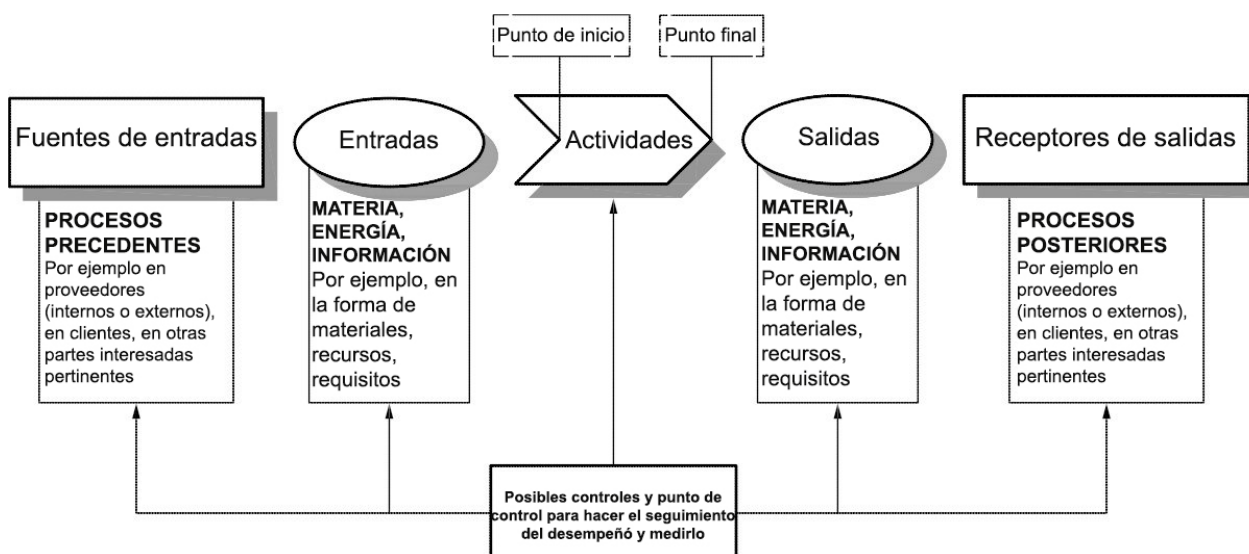 Punto de inicio
Punto final
Fuentes de entradas
Entradas
Actividades
Salidas
Receptores de salidas
PROCESOS
PRECEDENTES
Por ejemplo en
proveedores
(internos o externos),
en clientes, en otras
partes interesadas
pertinentes
MATERIA,
ENERGÍA,
INFORMACIÓN
Por ejemplo, en
la forma de
materiales,
recursos,
requisitos
MATERIA,
ENERGÍA,
INFORMACIÓN
Por ejemplo, en
la forma de
materiales,
recursos,
requisitos
PROCESOS
POSTERIORES
Por ejemplo en
proveedores
(internos o externos),
en clientes, en otras
partes interesadas
pertinentes
Posibles controles y punto de
control para hacer el seguimiento
del desempeñó y medirlo